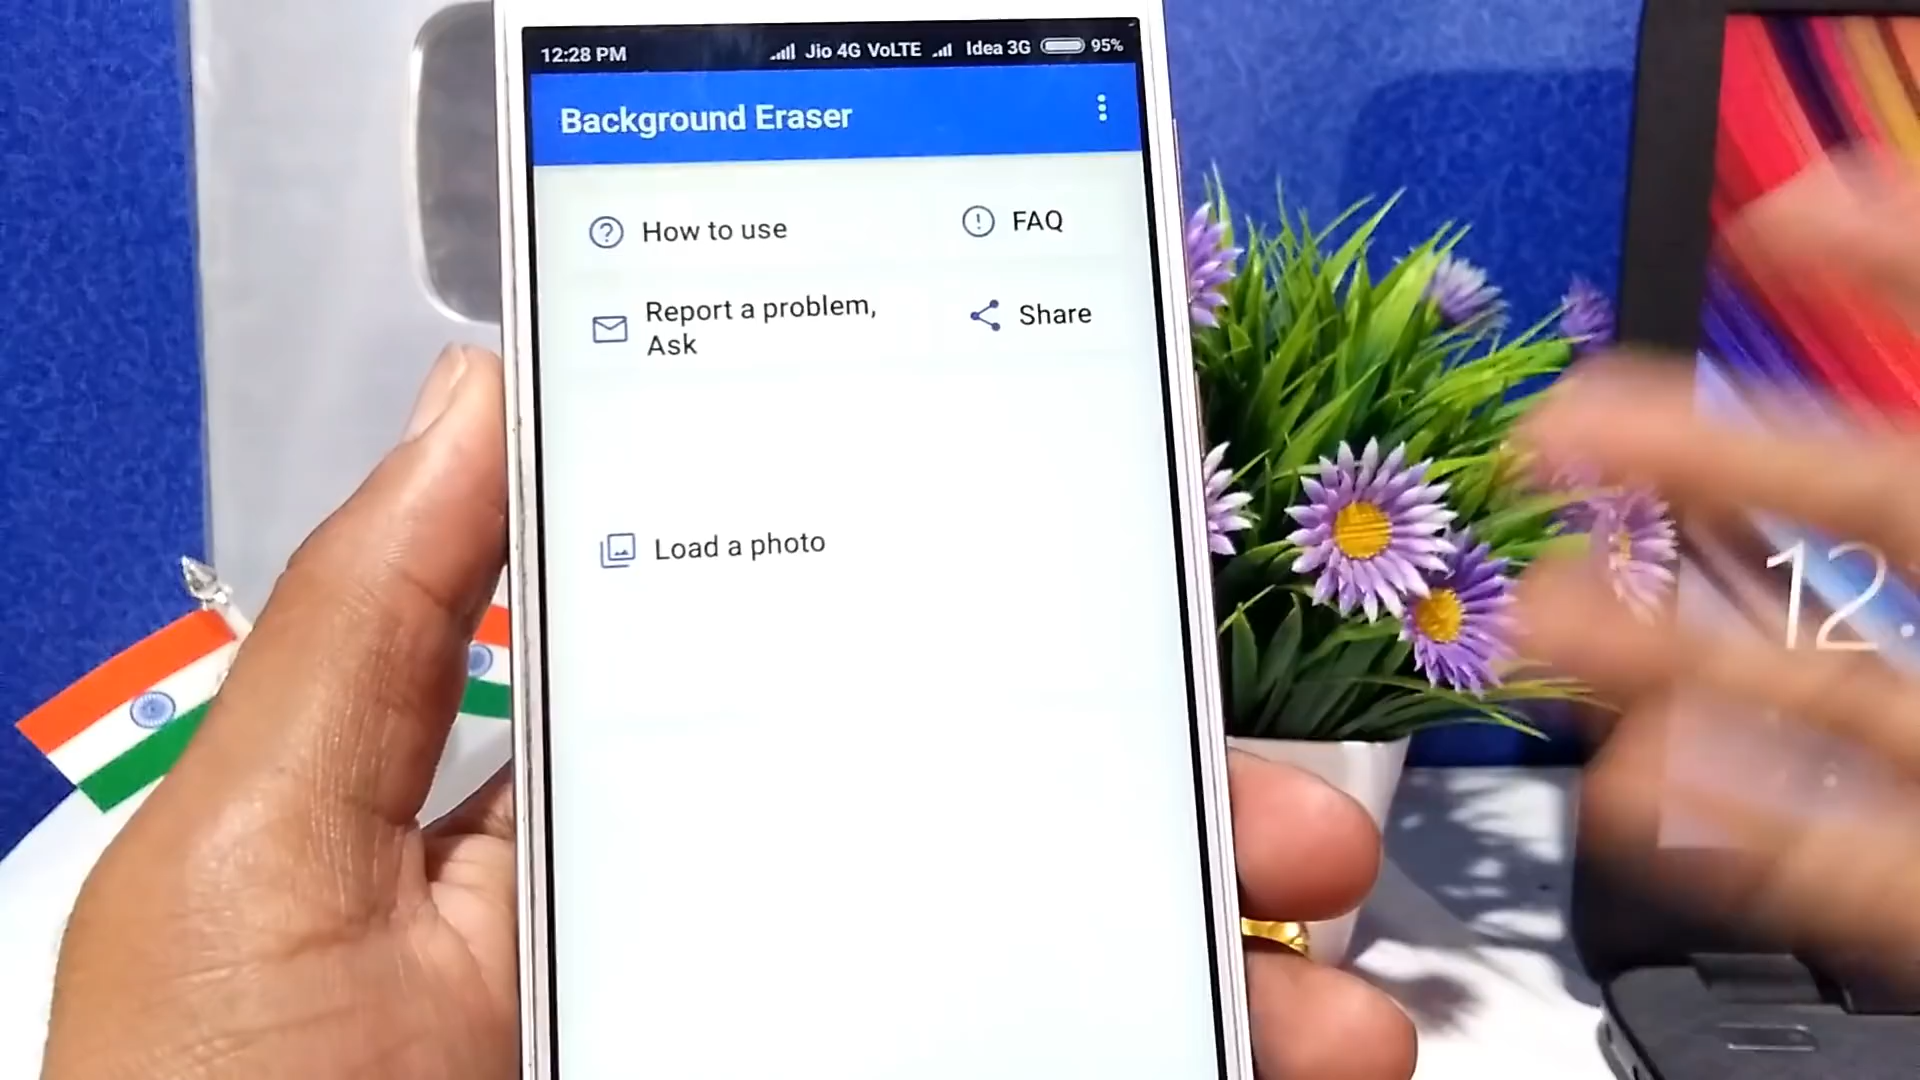 12:28 PM Jio 4G VoLTE Idea 3G 95%
Background Eraser
How to use
FAQ
Report a problem,
Ask
Share
Load a photo
12